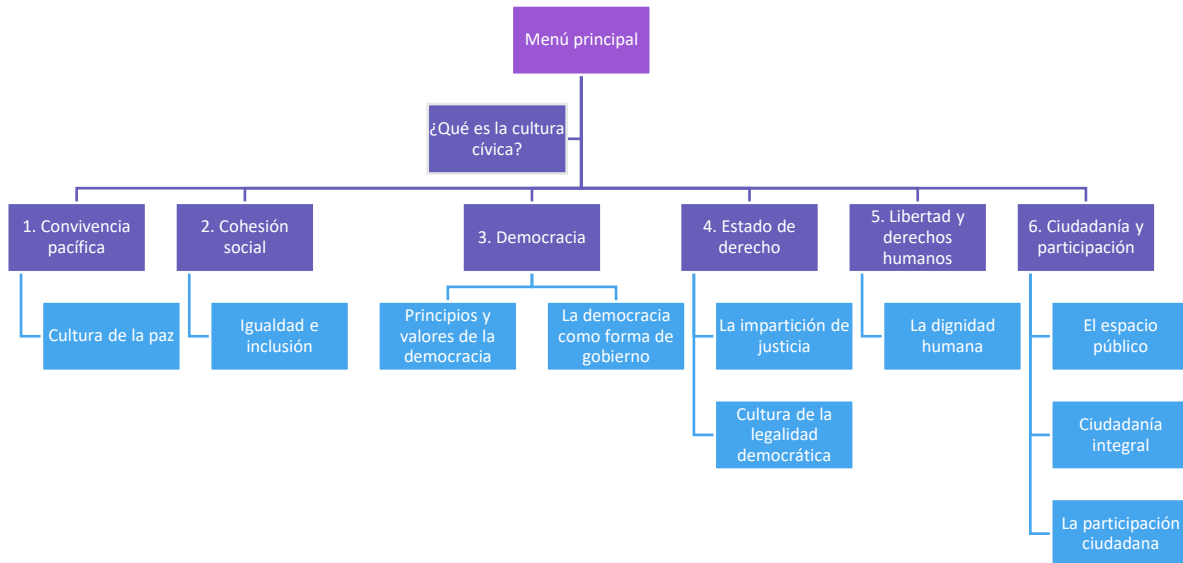 Menú principal
¿Qué es la cultura
cívica?
1. Convivencia
pacífica
2. Cohesión
social
3. Democracia
4. Estado de
derecho
5. Libertad y
derechos
humanos
6. Ciudadanía y
participación
Cultura de la paz
Igualdad e
inclusión
Principios y
valores de la
democracia
La democracia
como forma de
gobierno
La impartición de
justicia
La dignidad
humana
El espacio
público
Cultura de la
legalidad
democrática
Ciudadanía
integral
La participación
ciudadana